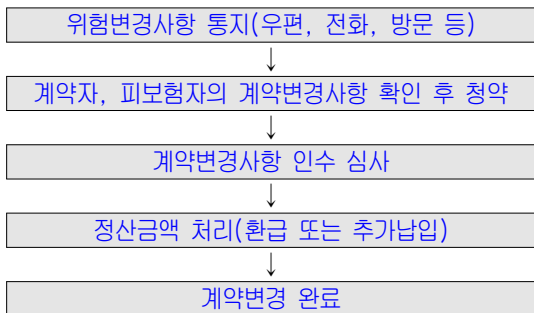 위험변경사항 통지(우편, 전화, 방문 등)
계약자, 피보험자의 계약변경사항 확인 후 청약
계약변경사항 인수 심사
정산금액 처리(환급 또는 추가납입)
계약변경 완료